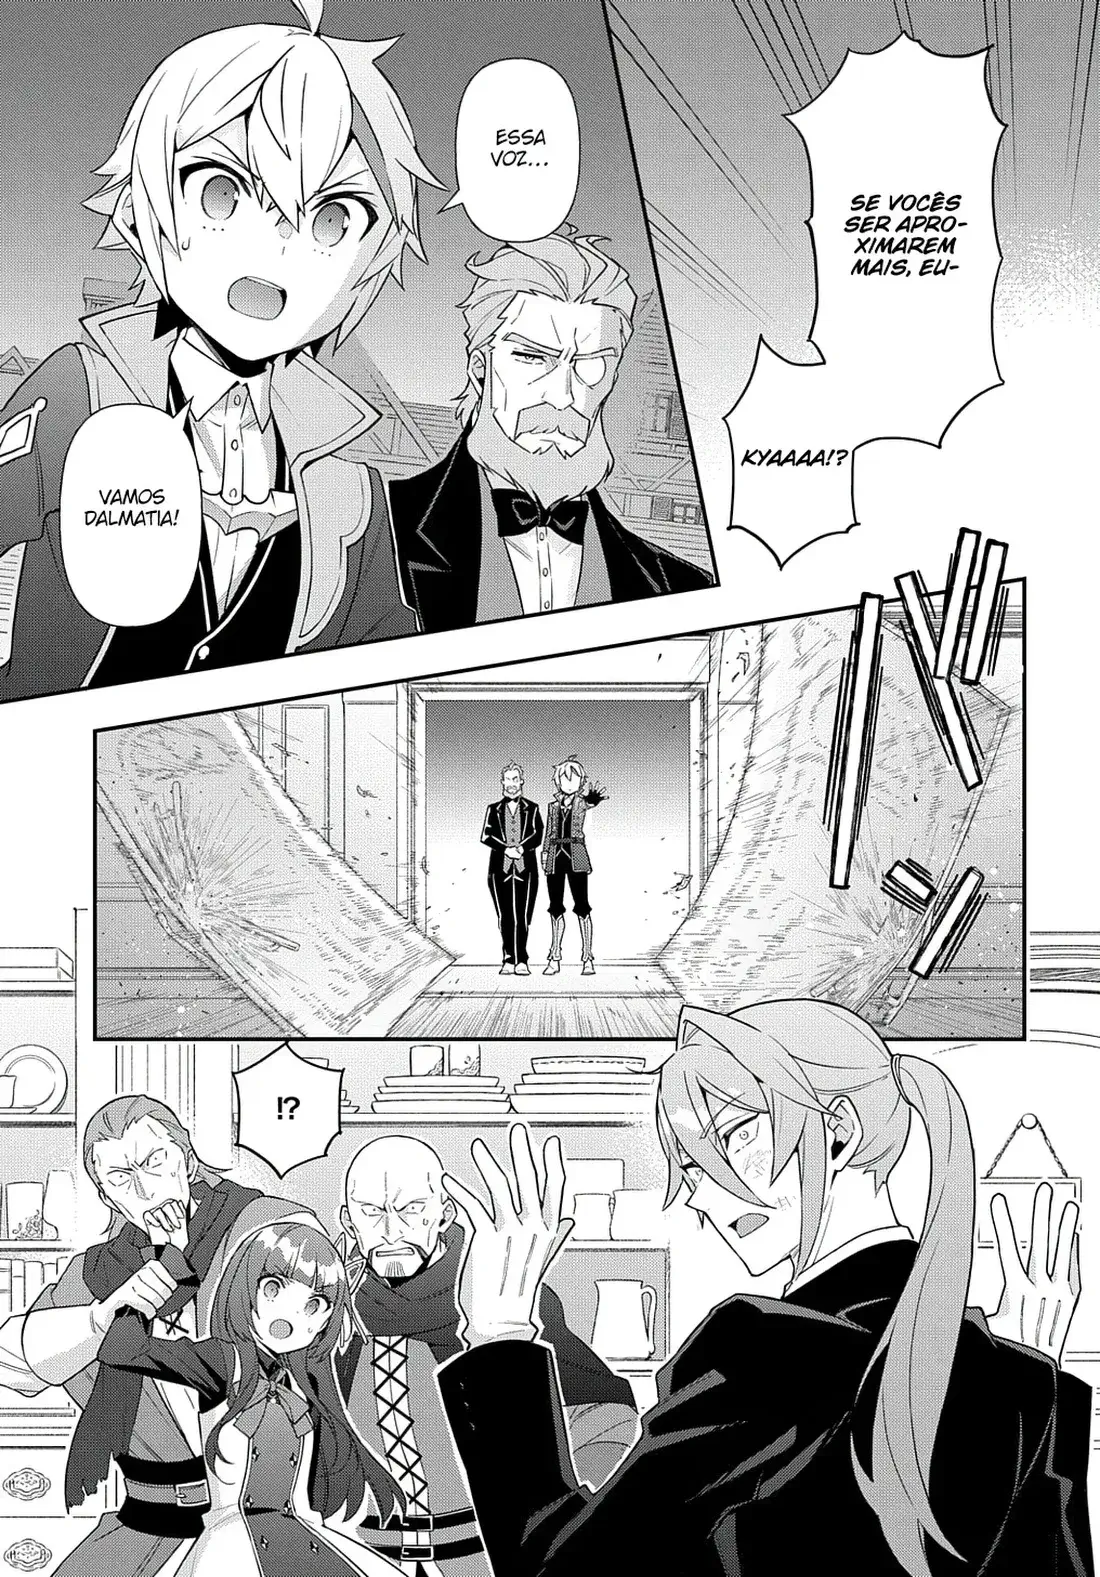 SE VOCÊS
SER APRO-
XIMAREM
MAIS, EU-
KYAAAA!?
ESSA
VOZ...
VAMOS
DALMATIA!
!?